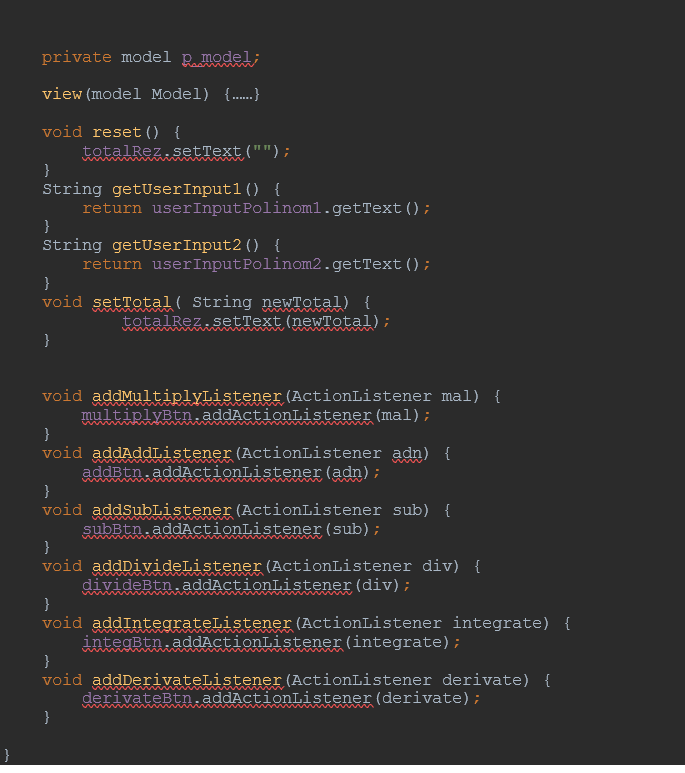 private model p_model;
view(model Model) {……}
void reset() {
totalRez.setText("");
}
String getUserInput1() {
return userInputPolinom1.getText();
}
String getUserInput2() {
return userInputPolinom2.getText();
}
void setTotal( String newTotal) {
totalRez.setText(newTotal);
}
void addMultiplyListener(ActionListener mal) {
multiplyBtn.addActionListener(mal);
}
void addAddListener(ActionListener adn) {
addBtn.addActionListener(adn);
}
void addSubListener(ActionListener sub) {
subBtn.addActionListener(sub);
}
void addDivideListener(ActionListener div) {
divideBtn.addActionListener(div);
}
void addIntegrateListener(ActionListener integrate) {
integBtn.addActionListener(integrate);
}
void addDerivateListener(ActionListener derivate) {
derivateBtn.addActionListener(derivate);
}
}